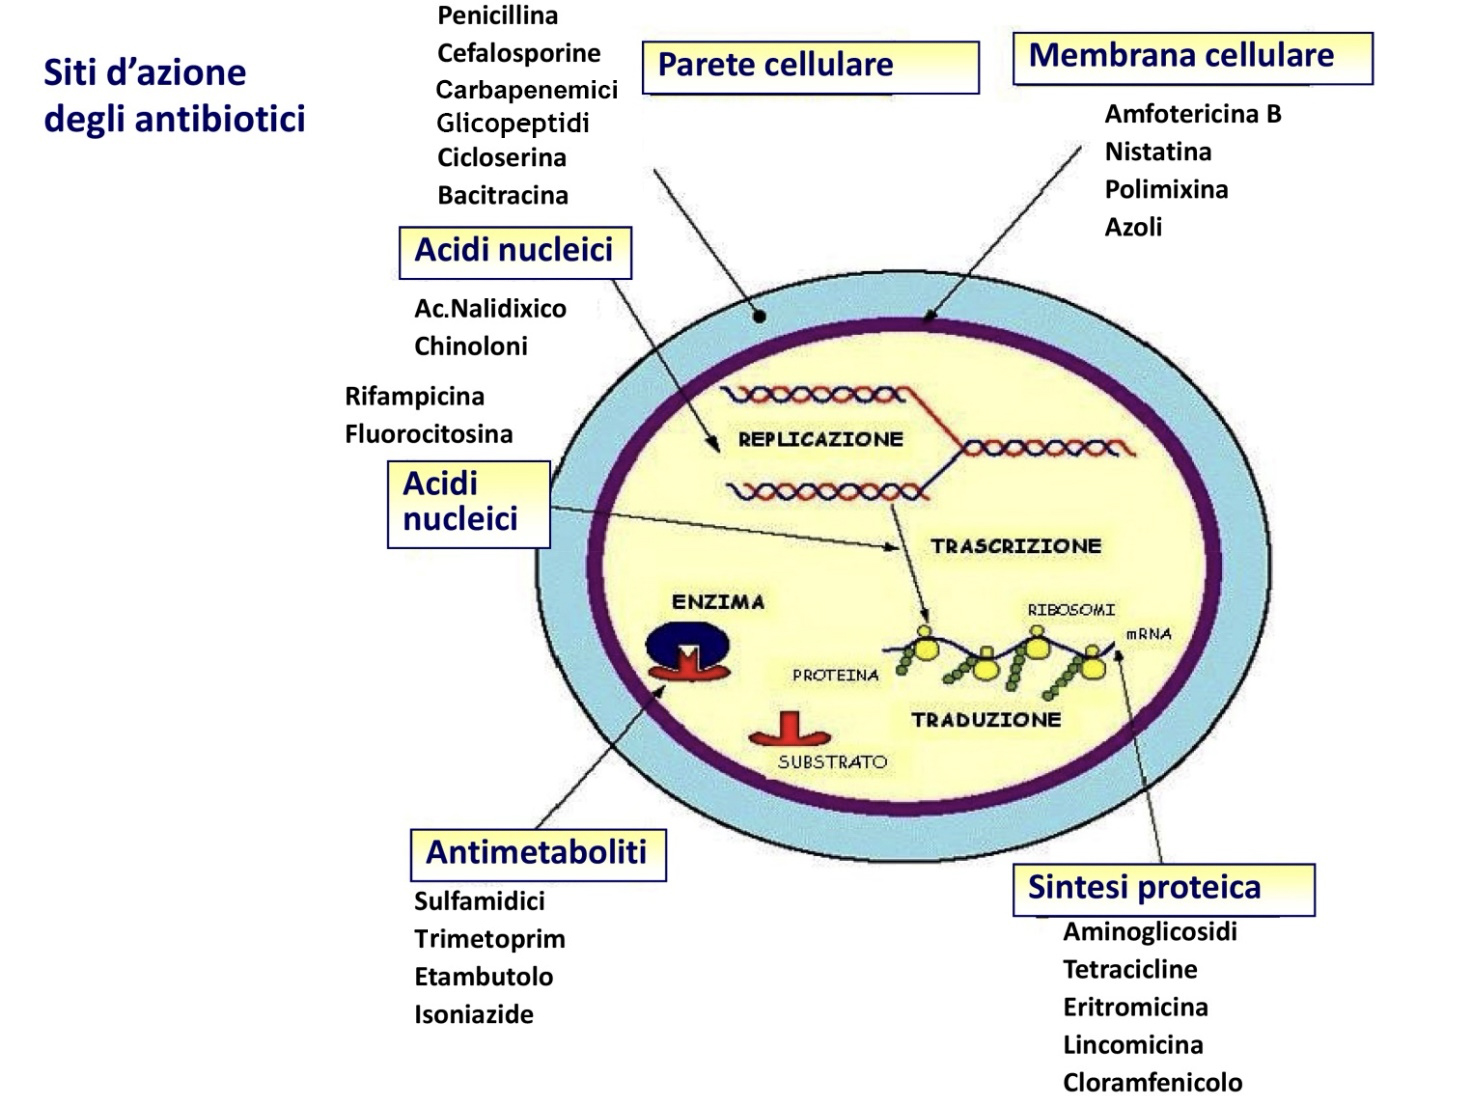 Siti d’azione
degli antibiotici
Penicillina
Cefalosporine
Carbapenemici
Glicopeptidi
Cicloserina
Bacitracina
Parete cellulare
Membrana cellulare
Amfotericina B
Nistatina
Polimixina
Azoli
Acidi nucleici
Ac.Nalidixico
Chinoloni
Rifampicina
Fluorocitosina
Acidi
nucleici
REPLICAZIONE
TRASCRIZIONE
ENZIMA
RIBOSOMI
mRNA
PROTEINA
TRADUZIONE
SUBSTRATO
Antimetaboliti
Sulfamidici
Trimetoprim
Etambutolo
Isoniazide
Sintesi proteica
Aminoglicosidi
Tetracicline
Eritromicina
Lincomicina
Cloramfenicolo